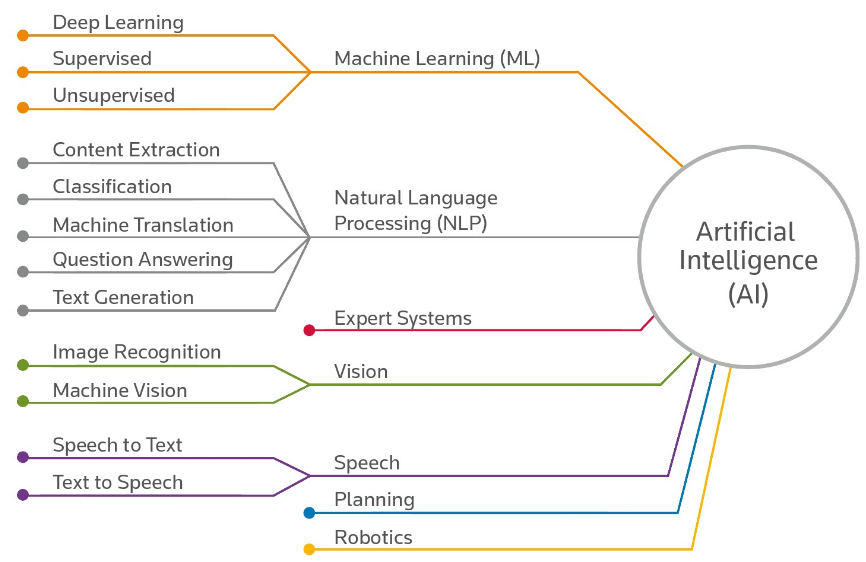 Deep Learning
Supervised
Unsupervised
Machine Learning (ML)
Content Extraction
Classification
Machine Translation
Question Answering
Text Generation
Natural Language
Processing (NLP)
Expert Systems
Image Recognition
Machine Vision
Vision
Speech to Text
Text to Speech
Speech
Planning
Robotics
Artificial
Intelligence
(AI)